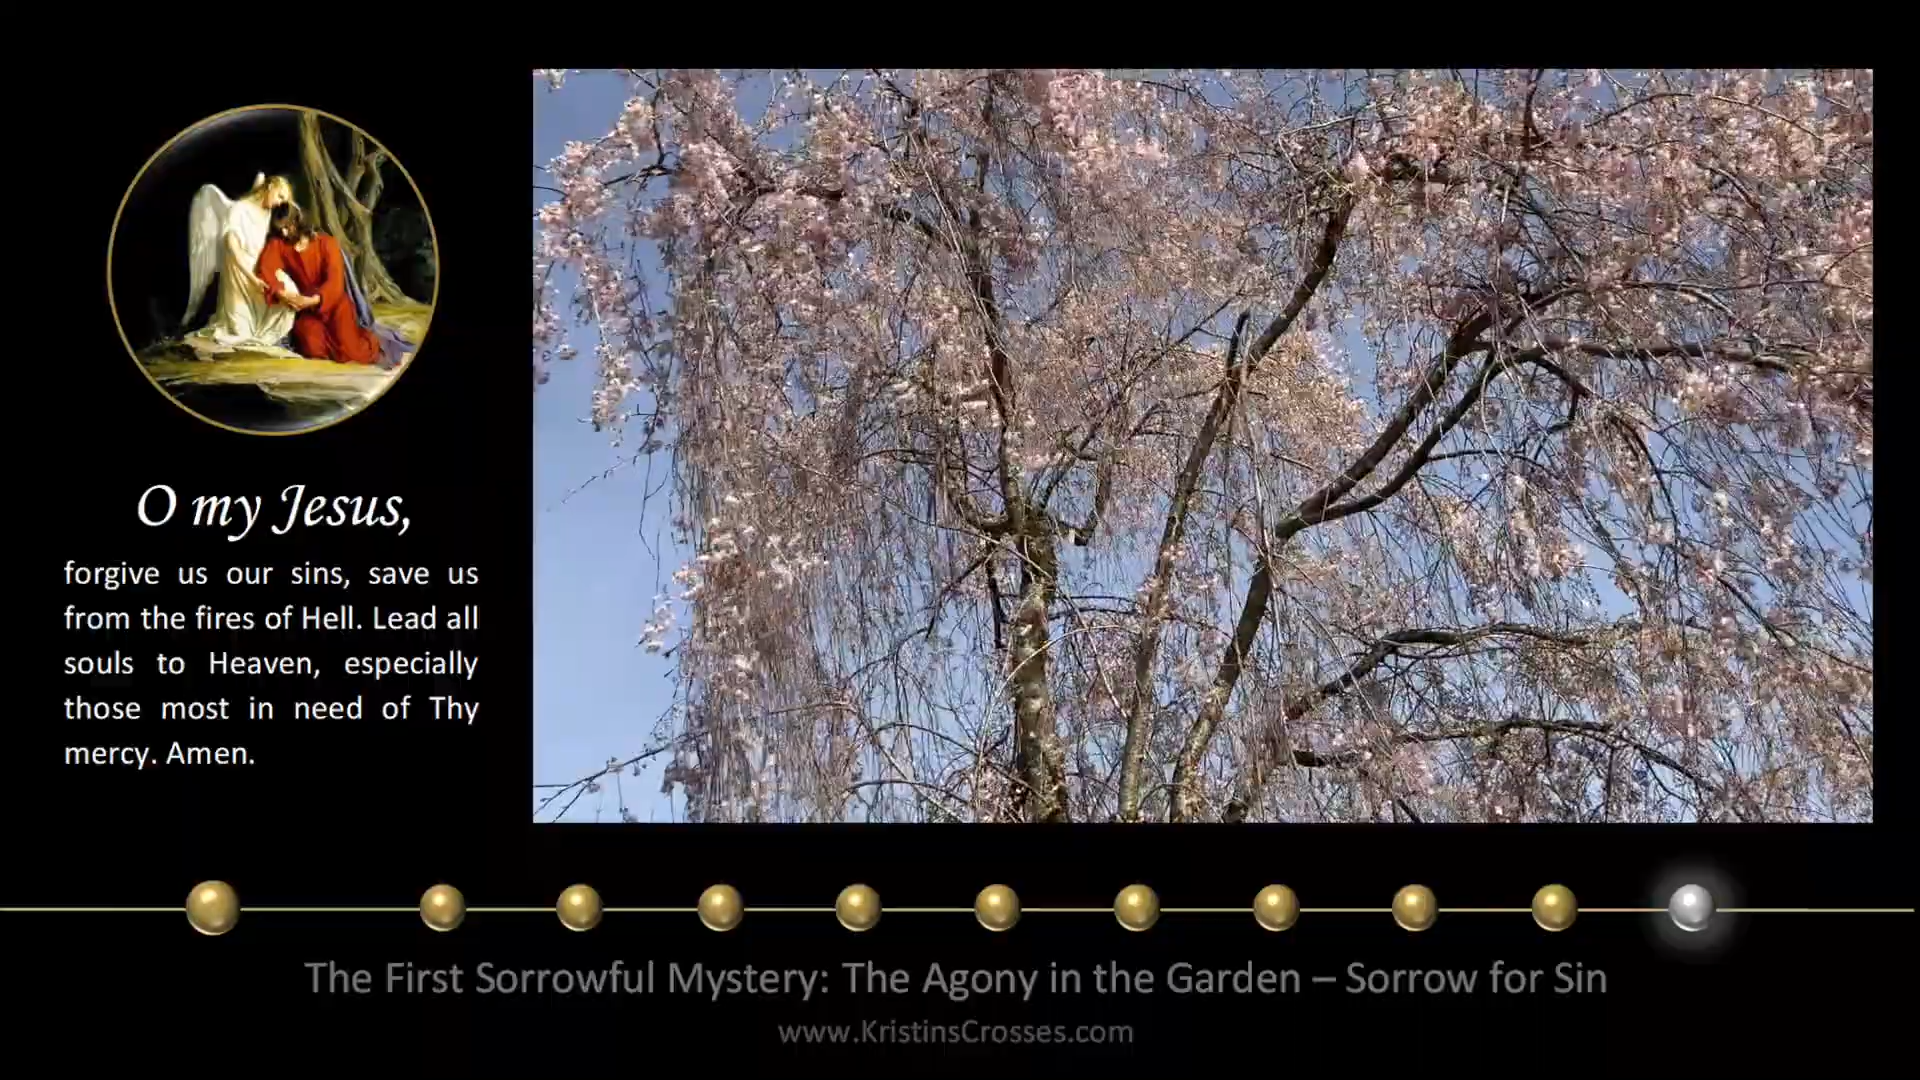 O my Jesus,
forgive us our sins, save us
from the fires of Hell. Lead all
souls to Heaven, especially
those most in need of Thy
mercy. Amen.
The First Sorrowful Mystery: The Agony in the Garden – Sorrow for Sin
www.KristinsCrosses.com